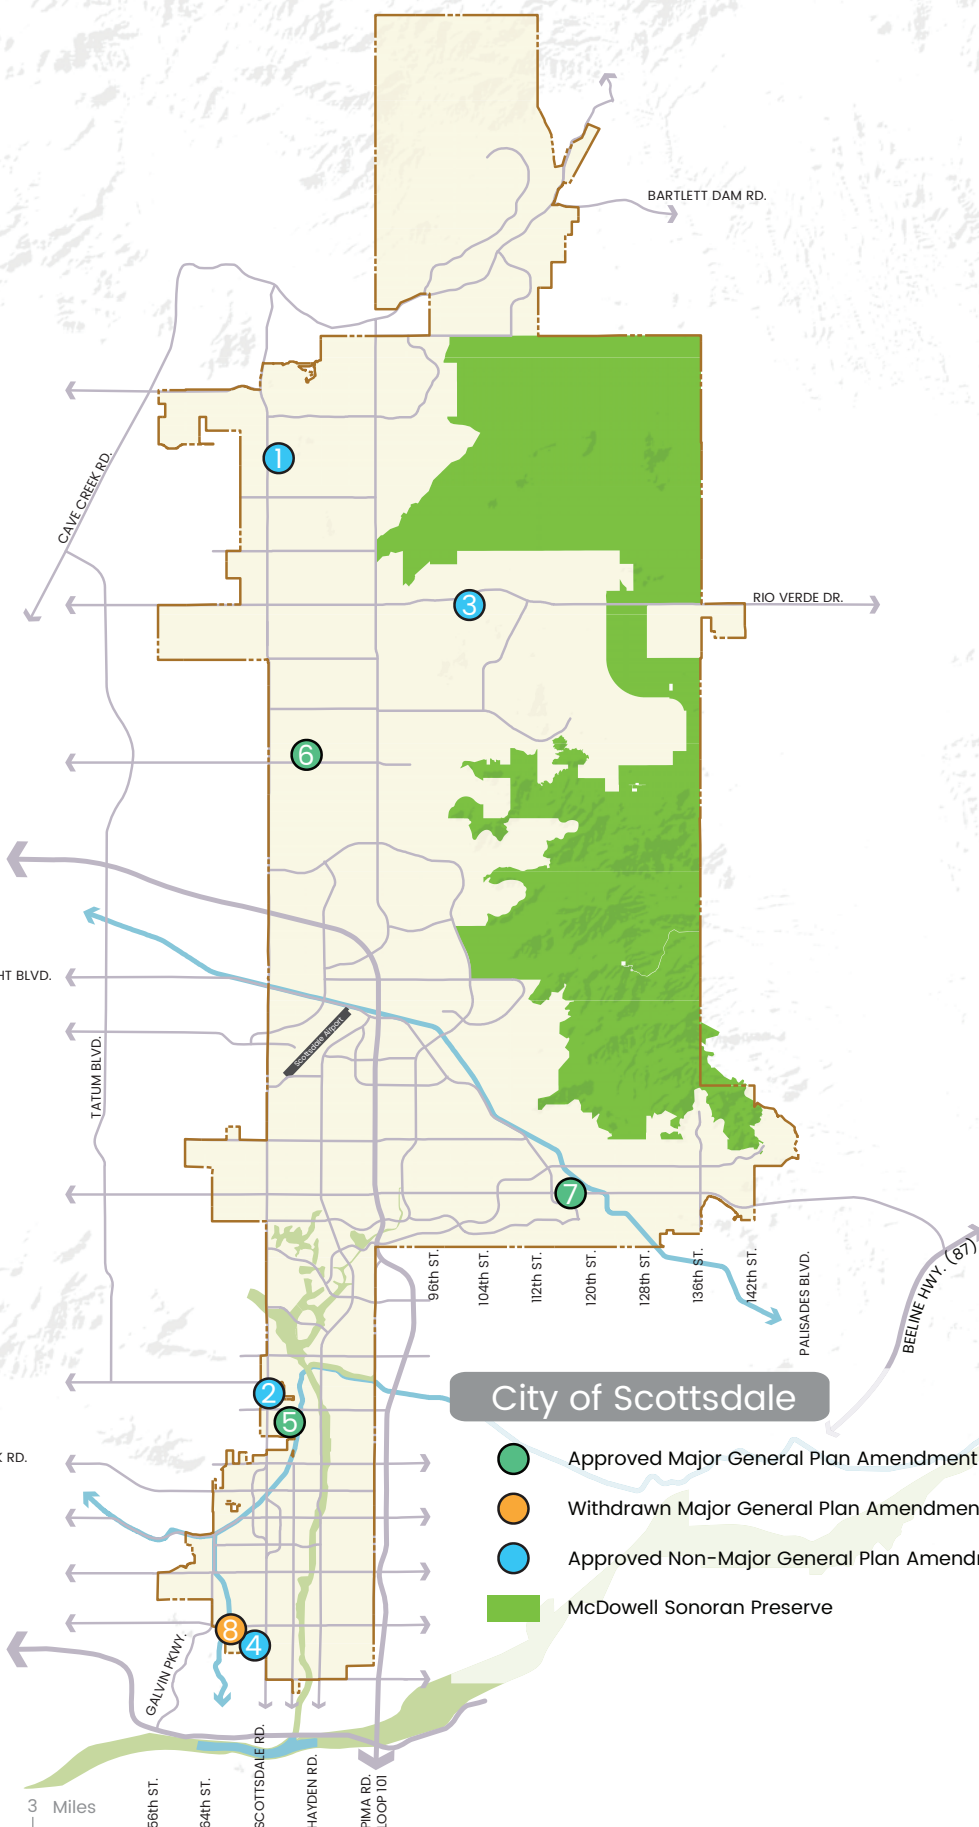 BARTLETT DAM RD.
CAVE CREEK RD.
1
3
RIO VERDE DR.
6
HT BLVD.
Scottsdale Airport
TATUM BLVD.
7
96th ST.
104th ST.
112th ST.
120th ST.
128th ST.
136th ST.
142th ST.
PALISADES BLVD.
BEELINE HWY. (87)
2
5
City of Scottsdale
Approved Major General Plan Amendment
K RD.
Withdrawn Major General Plan Amendmen
Approved Non-Major General Plan Amend
McDowell Sonoran Preserve
8
4
GALVIN PKWY.
3 Miles
56th ST.
64th ST.
SCOTTSDALE RD.
HAYDEN RD.
PIMA RD.
LOOP 101